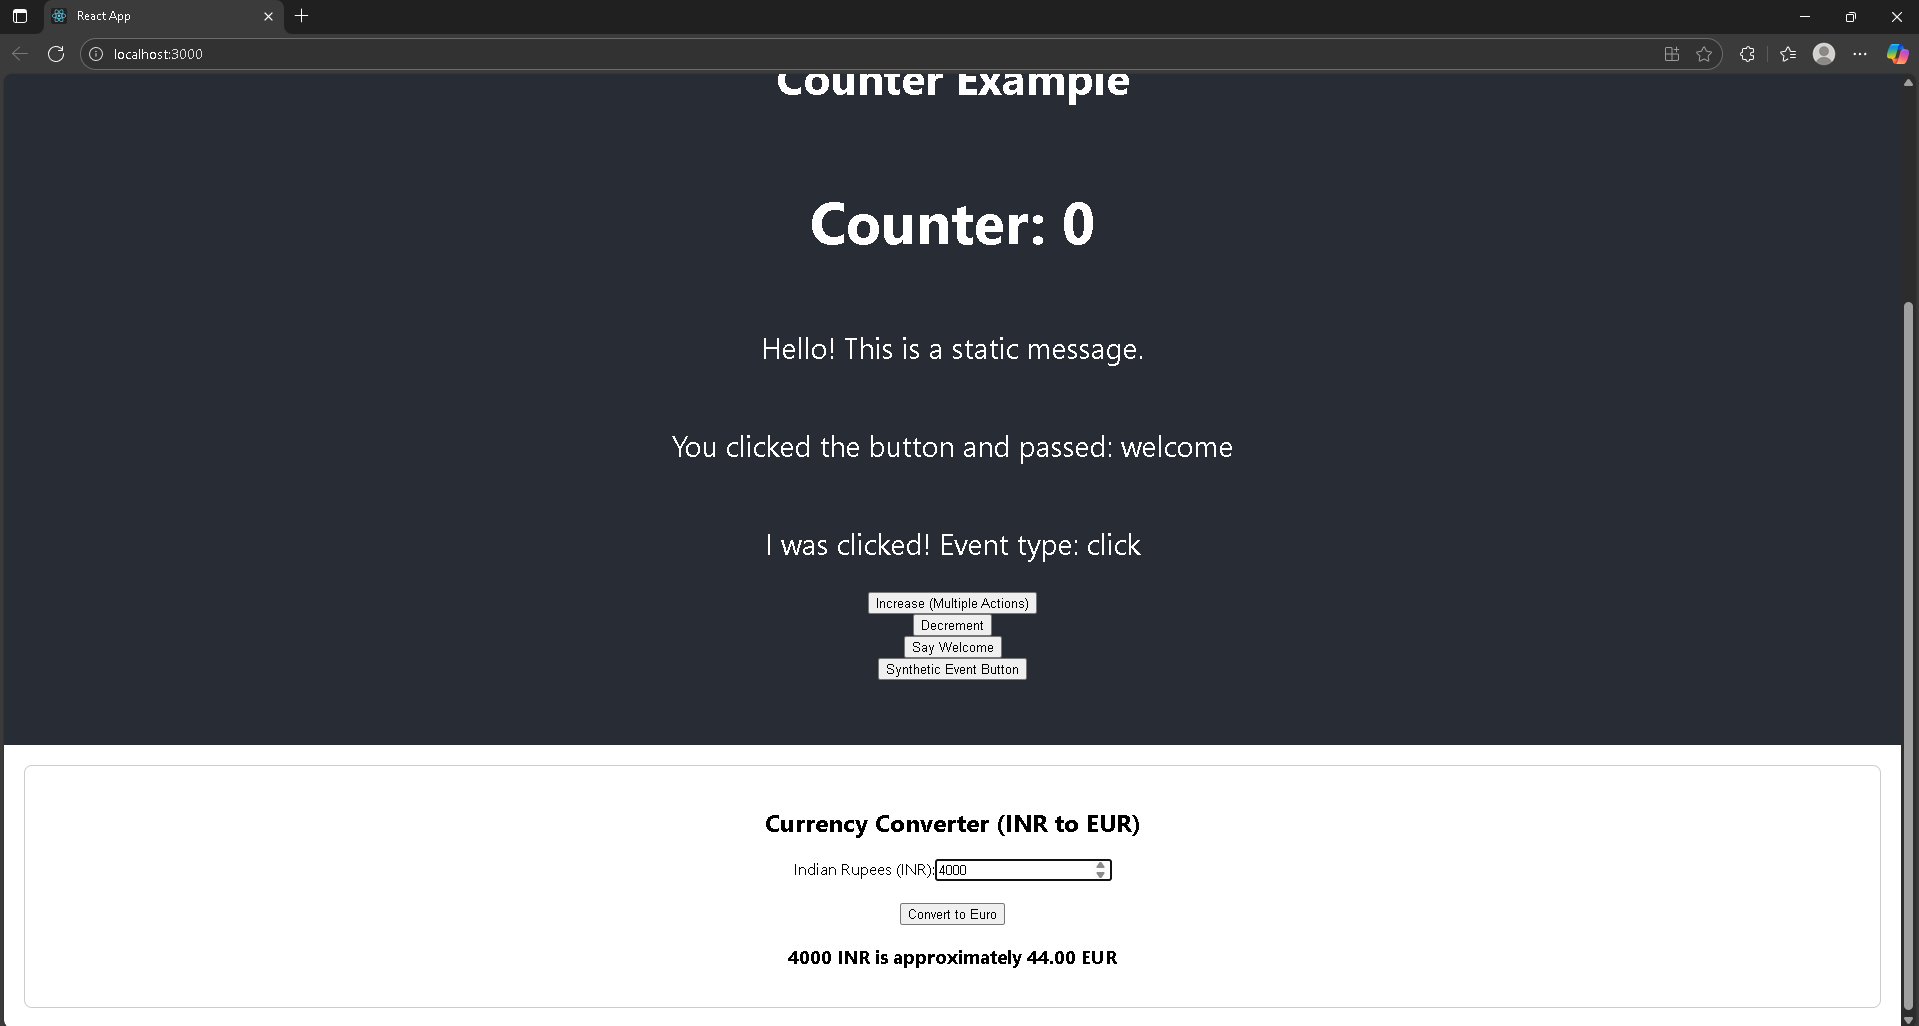 React App
localhost:3000
Counter Example
Counter: 0
Hello! This is a static message.
You clicked the button and passed: welcome
I was clicked! Event type: click
Increase (Multiple Actions)
Decrement
Say Welcome
Synthetic Event Button
Currency Converter (INR to EUR)
Indian Rupees (INR): 4000
Convert to Euro
4000 INR is approximately 44.00 EUR